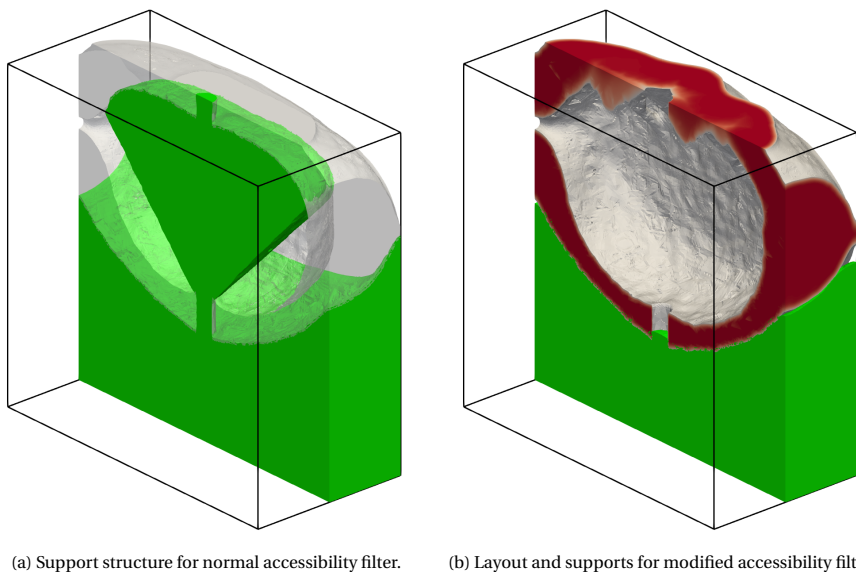 (a) Support structure for normal accessibility filter.
(b) Layout and supports for modified accessibility filt